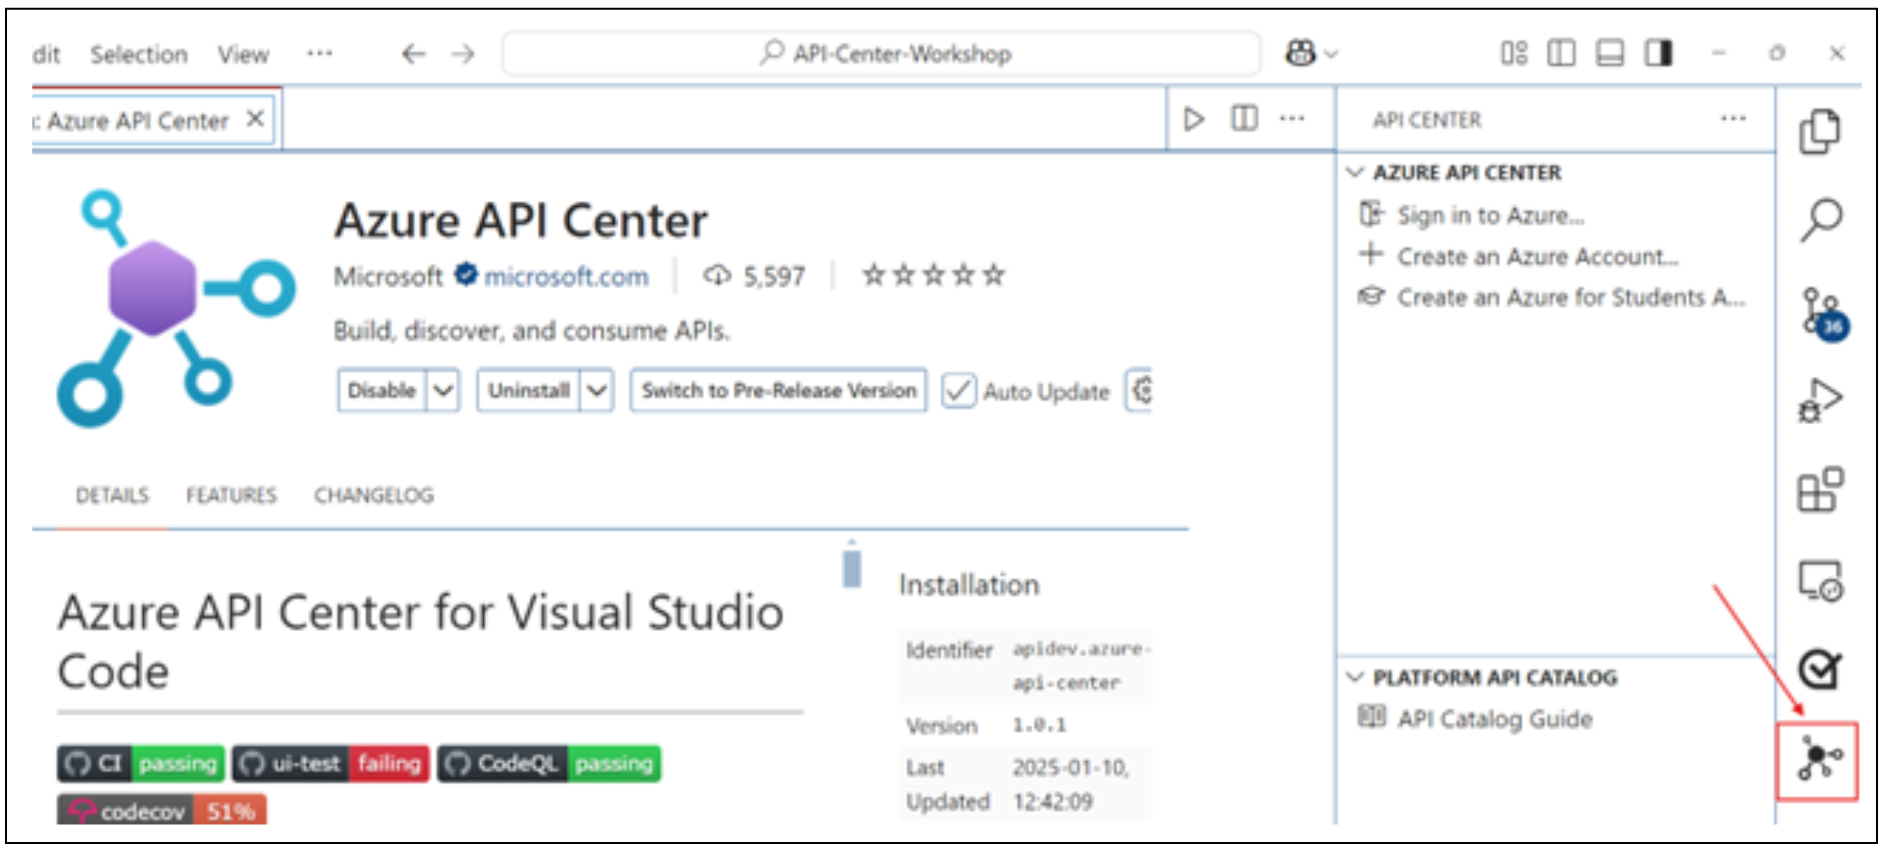 dit Selection View ··· API-Center-Workshop
: Azure API Center ×
API CENTER ···
Azure API Center
Microsoft microsoft.com 5,597
Build, discover, and consume APIs.
Disable Uninstall Switch to Pre-Release Version Auto Update
DETAILS FEATURES CHANGELOG
Azure API Center for Visual Studio
Code
CI passing ui-test failing CodeQL passing
codecov 51%
Installation
Identifier apidev.azure-
api-center
Version 1.0.1
Last 2025-01-10,
Updated 12:42:09
AZURE API CENTER
Sign in to Azure...
Create an Azure Account...
Create an Azure for Students A...
PLATFORM API CATALOG
API Catalog Guide
36